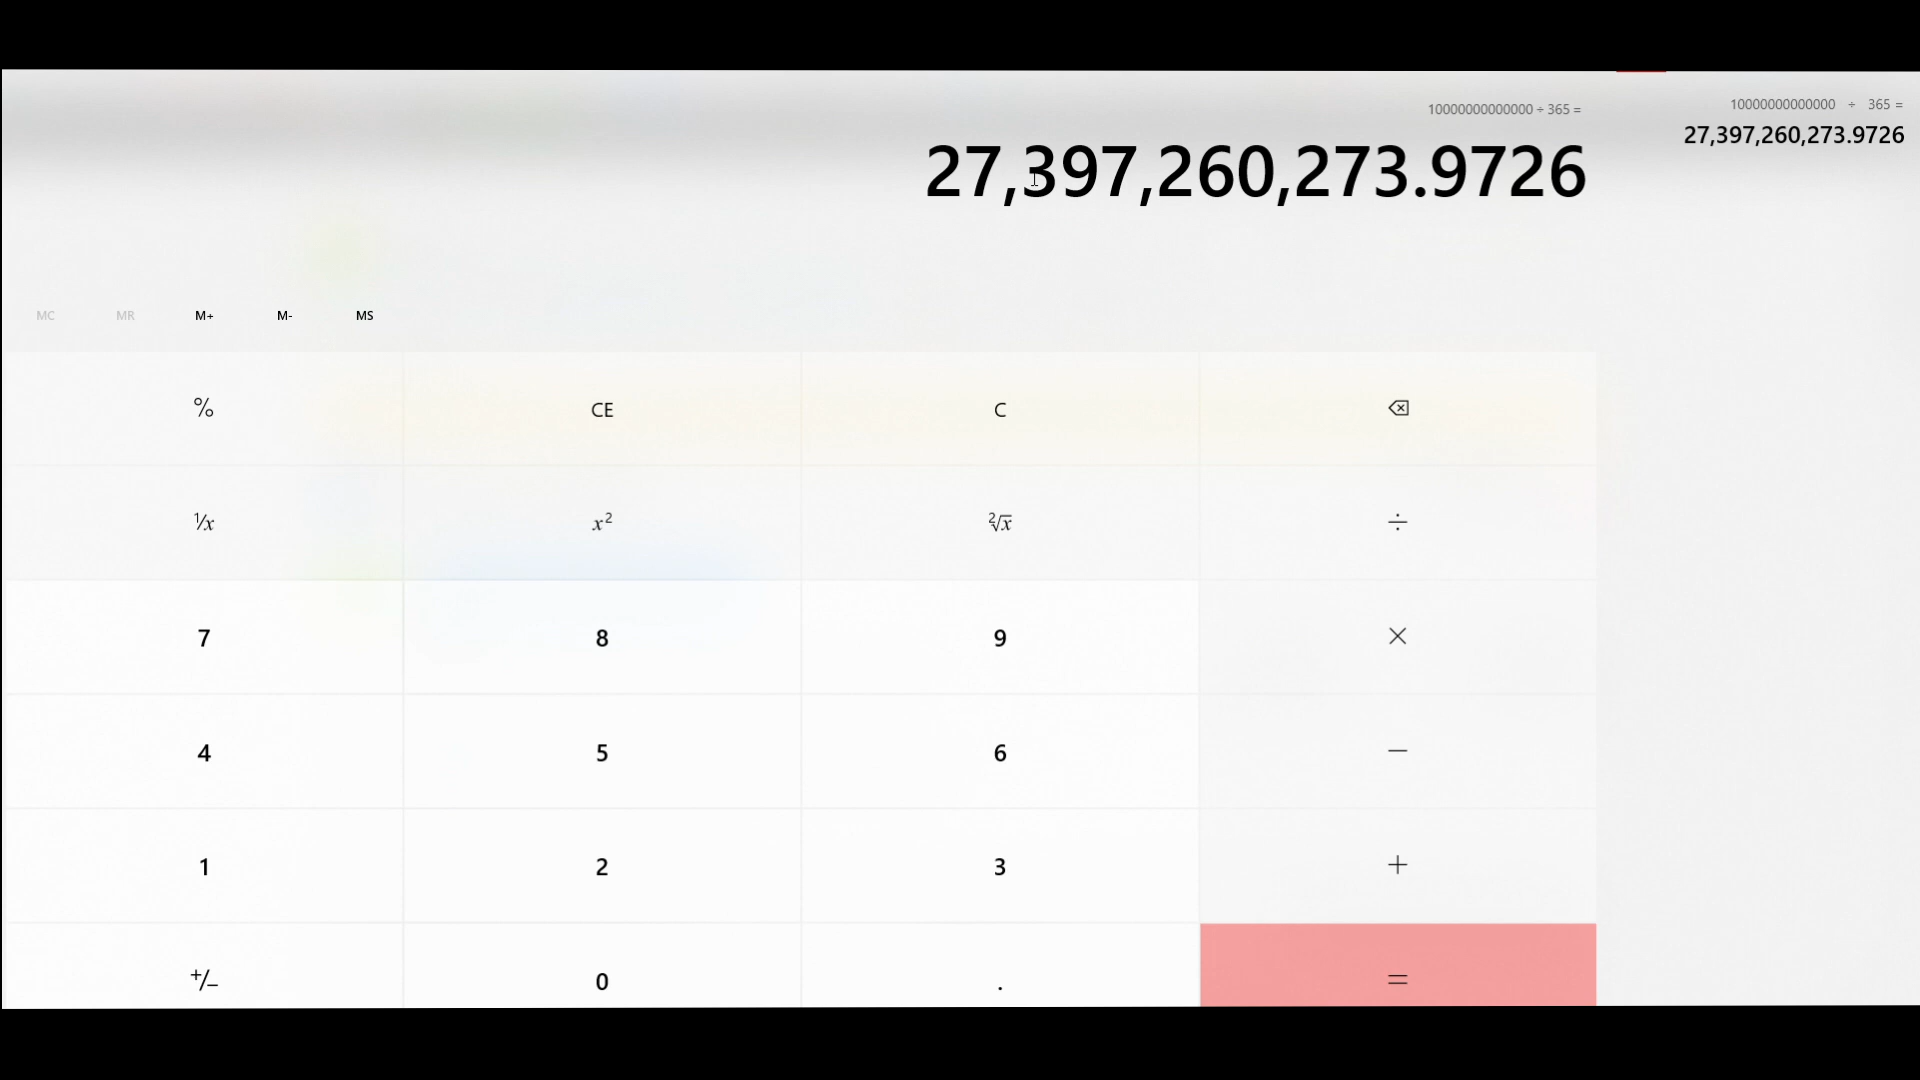 10000000000000 ÷ 365 =
27,397,260,273.9726
10000000000000 ÷ 365 =
27,397,260,273.9726
MC MR M+ M- MS
% CE C
¹/x x² ²√x ÷
7 8 9 ×
4 5 6 −
1 2 3 +
+/− 0 . =